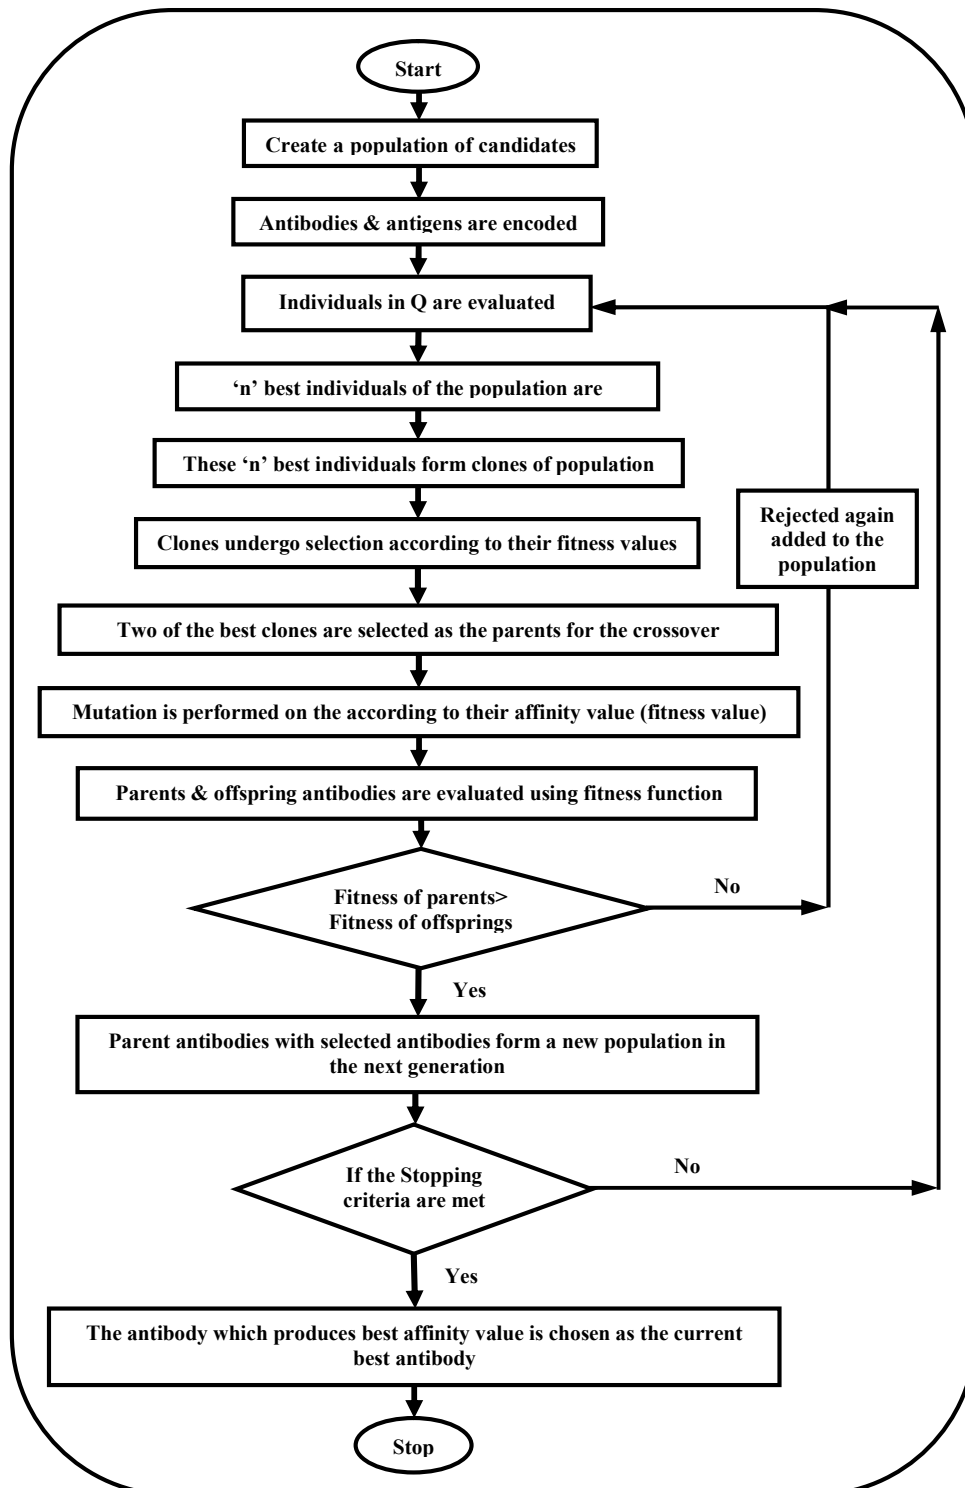 Start
Create a population of candidates
Antibodies & antigens are encoded
Individuals in Q are evaluated
‘n’ best individuals of the population are
These ‘n’ best individuals form clones of population
Rejected again
added to the
population
Clones undergo selection according to their fitness values
Two of the best clones are selected as the parents for the crossover
Mutation is performed on the according to their affinity value (fitness value)
Parents & offspring antibodies are evaluated using fitness function
Fitness of parents>
Fitness of offsprings
No
Yes
Parent antibodies with selected antibodies form a new population in
the next generation
If the Stopping
criteria are met
No
Yes
The antibody which produces best affinity value is chosen as the current
best antibody
Stop